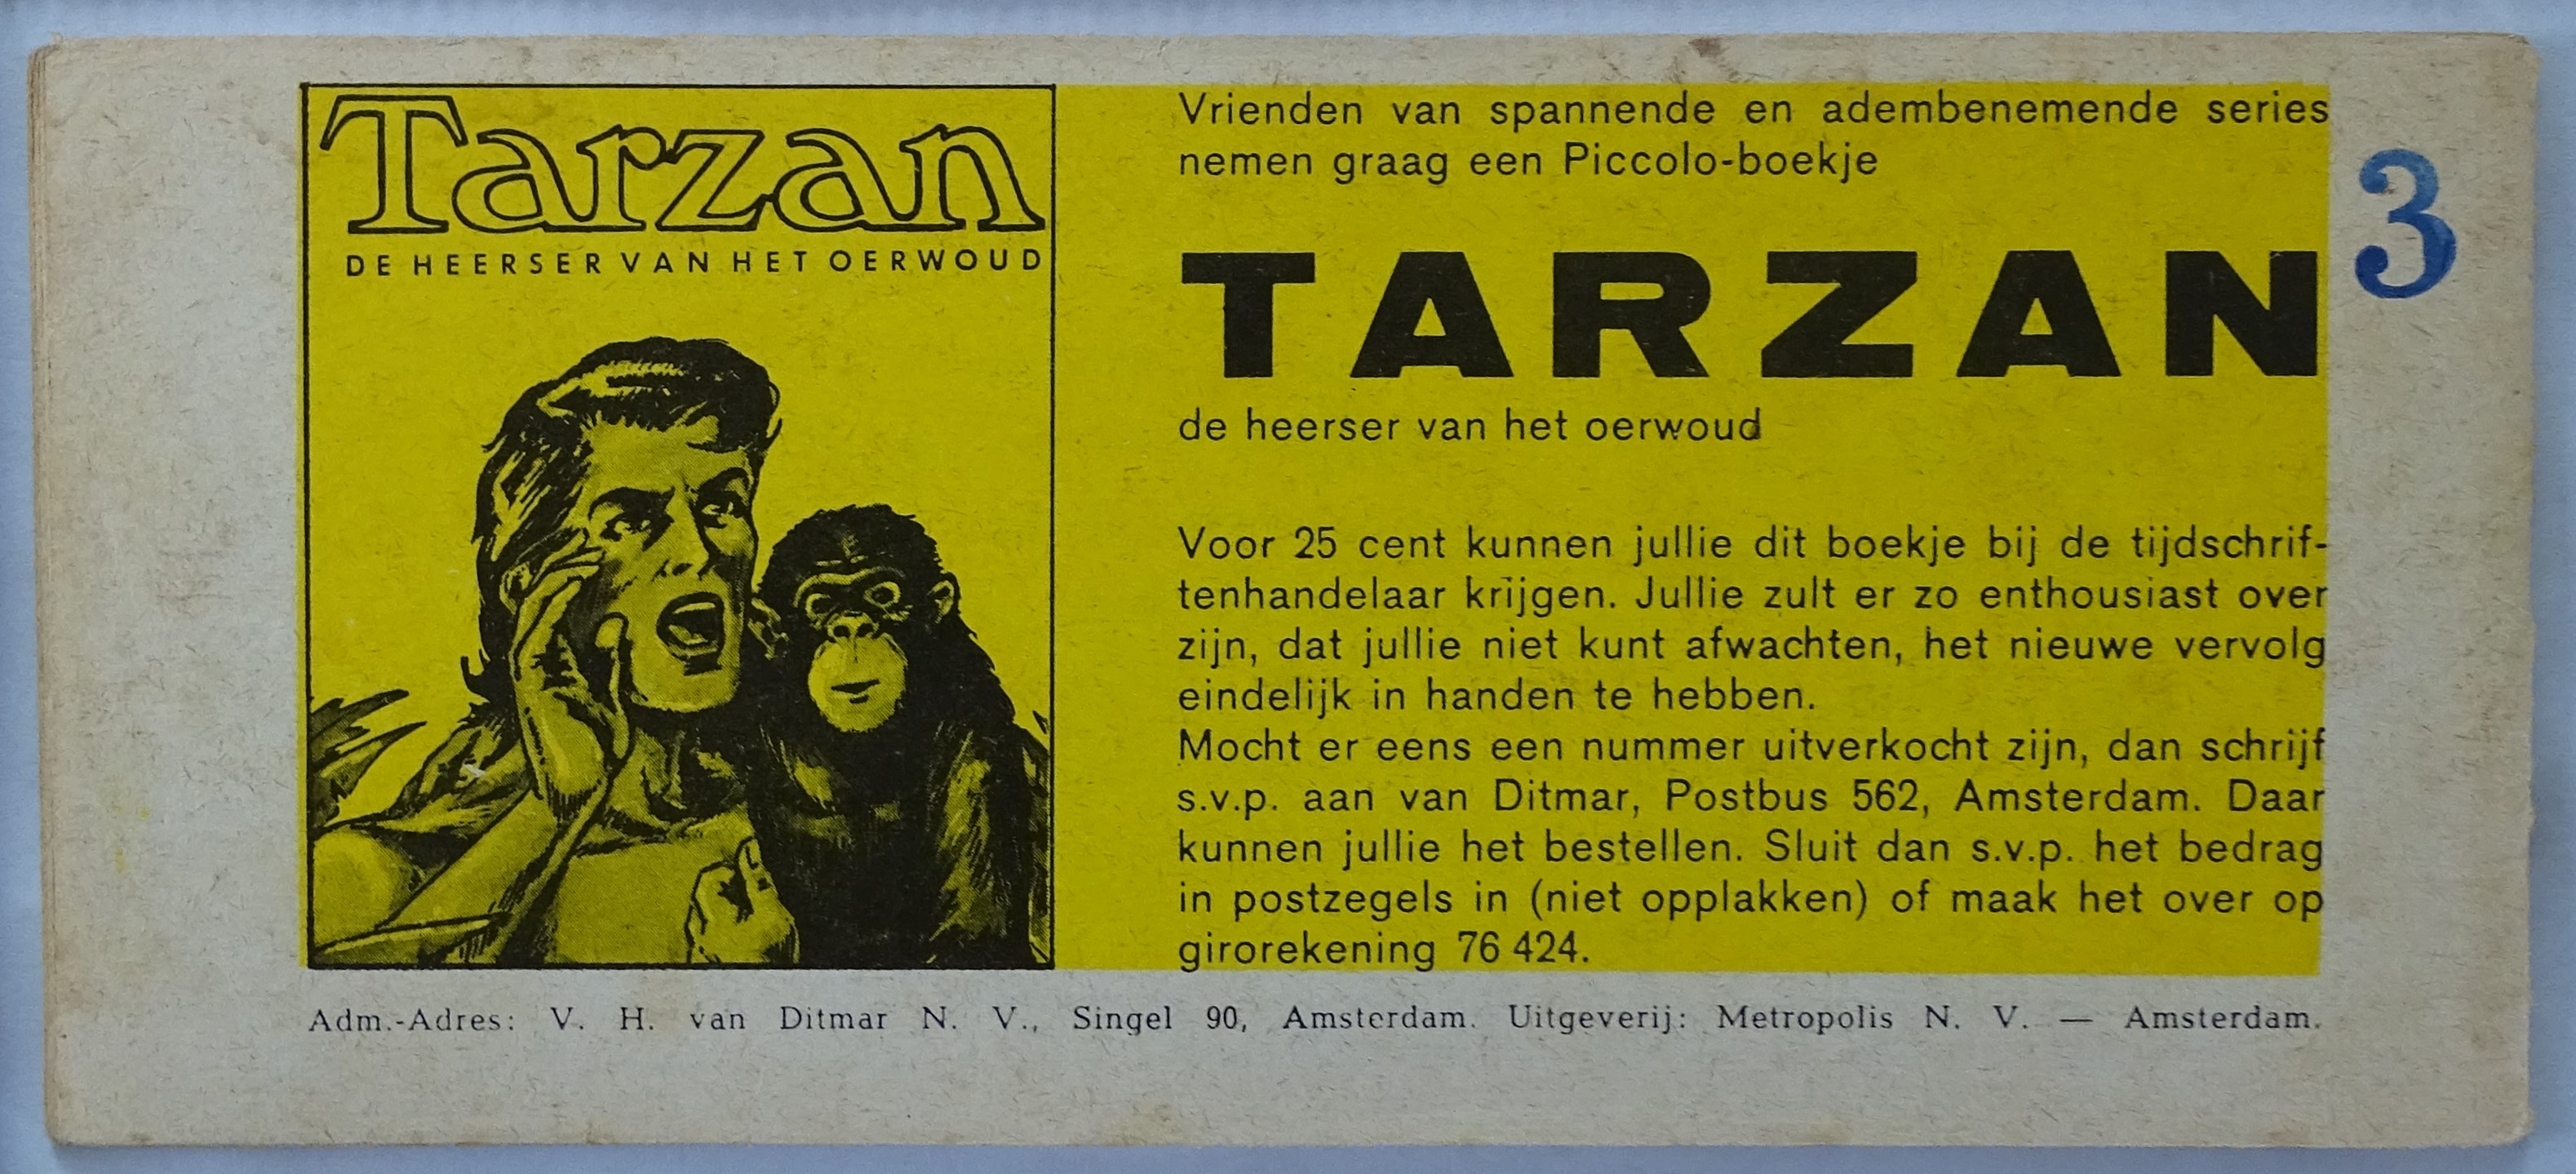 Tarzan
DE HEERSER VAN HET OERWOUD
Vrienden van spannende en adembenemende series
nemen graag een Piccolo-boekje
TARZAN
3
de heerser van het oerwoud
Voor 25 cent kunnen jullie dit boekje bij de tijdschrif-
tenhandelaar krijgen. Jullie zult er zo enthousiast over
zijn, dat jullie niet kunt afwachten, het nieuwe vervolg
eindelijk in handen te hebben.
Mocht er eens een nummer uitverkocht zijn, dan schrijf
s.v.p. aan van Ditmar, Postbus 562, Amsterdam. Daar
kunnen jullie het bestellen. Sluit dan s.v.p. het bedrag
in postzegels in (niet opplakken) of maak het over op
girorekening 76 424.
Adm.-Adres: V. H. van Ditmar N. V., Singel 90, Amsterdam. Uitgeverij: Metropolis N. V. — Amsterdam.